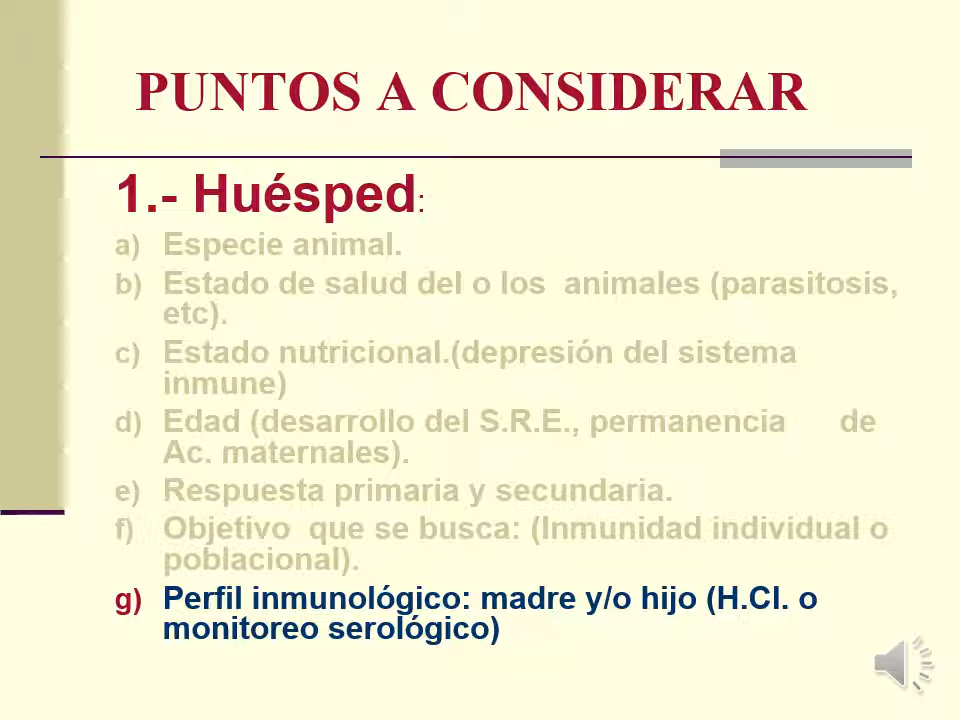 PUNTOS A CONSIDERAR
1.- Huésped:
a) Especie animal.
b) Estado de salud del o los animales (parasitosis,
etc).
c) Estado nutricional.(depresión del sistema
inmune)
d) Edad (desarrollo del S.R.E., permanencia de
Ac. maternales).
e) Respuesta primaria y secundaria.
f) Objetivo que se busca: (Inmunidad individual o
poblacional).
g) Perfil inmunológico: madre y/o hijo (H.Cl. o
monitoreo serológico)